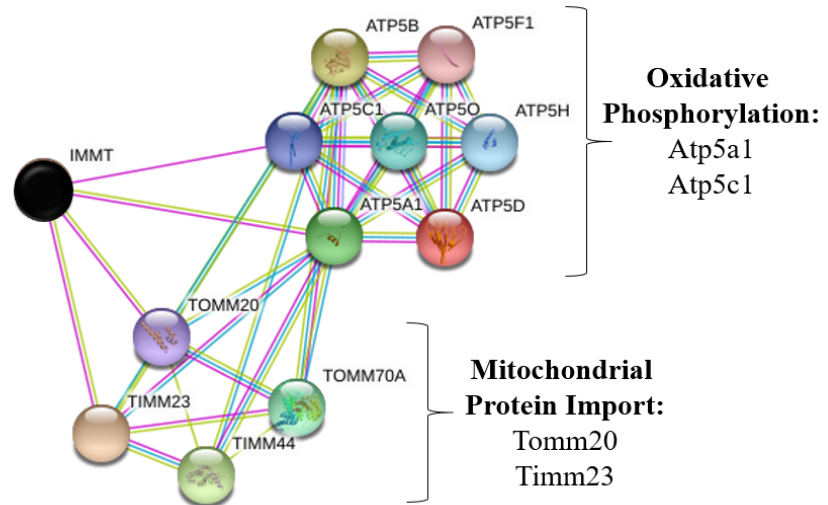 ATP5B
ATP5F1
ATP5C1
ATP5O
ATP5H
IMMT
ATP5A1
ATP5D
TOMM20
TOMM70A
TIMM23
TIMM44
Oxidative
Phosphorylation:
Atp5a1
Atp5c1
Mitochondrial
Protein Import:
Tomm20
Timm23